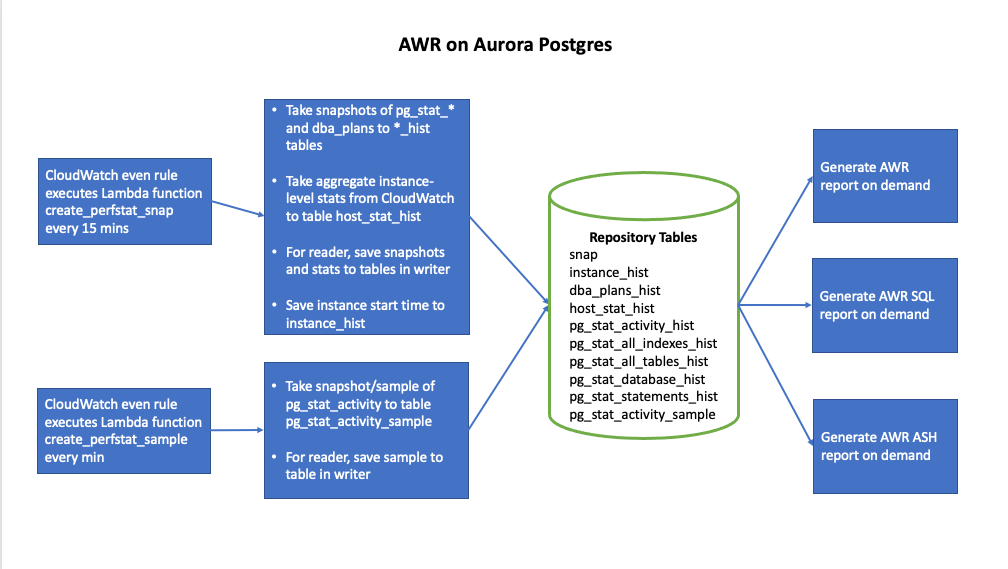 AWR on Aurora Postgres
CloudWatch even rule
executes Lambda function
create_perfstat_snap
every 15 mins
• Take snapshots of pg_stat_*
and dba_plans to *_hist
tables
• Take aggregate instance-
level stats from CloudWatch
to table host_stat_hist
• For reader, save snapshots
and stats to tables in writer
• Save instance start time to
instance_hist
CloudWatch even rule
executes Lambda function
create_perfstat_sample
every min
• Take snapshot/sample of
pg_stat_activity to table
pg_stat_activity_sample
• For reader, save sample to
table in writer
Repository Tables
snap
instance_hist
dba_plans_hist
host_stat_hist
pg_stat_activity_hist
pg_stat_all_indexes_hist
pg_stat_all_tables_hist
pg_stat_database_hist
pg_stat_statements_hist
pg_stat_activity_sample
Generate AWR
report on demand
Generate AWR SQL
report on demand
Generate AWR ASH
report on demand